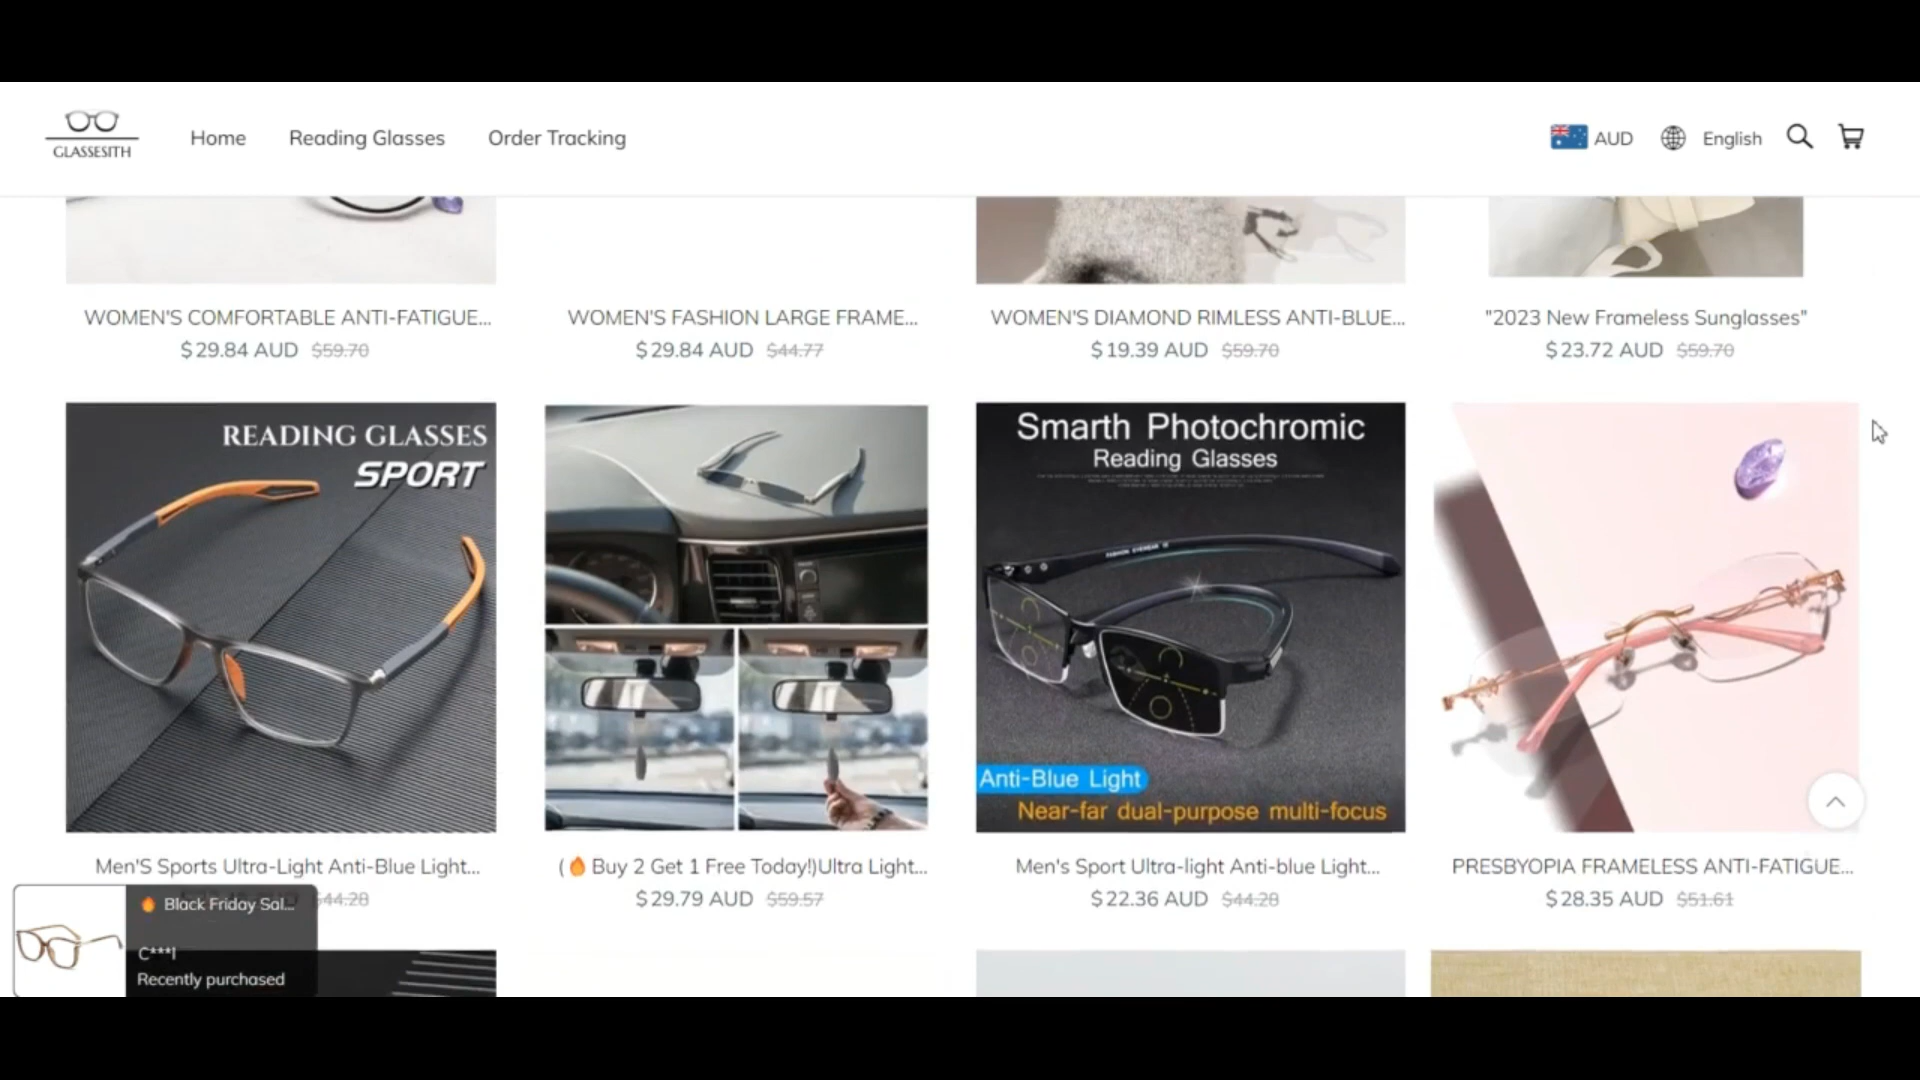 GLASSESITH
Home
Reading Glasses
Order Tracking
AUD
English
WOMEN'S COMFORTABLE ANTI-FATIGUE...
$29.84 AUD $59.70
WOMEN'S FASHION LARGE FRAME...
$29.84 AUD $44.77
WOMEN'S DIAMOND RIMLESS ANTI-BLUE...
$19.39 AUD $59.70
"2023 New Frameless Sunglasses"
$23.72 AUD $59.70
READING GLASSES
SPORT
Smarth Photochromic
Reading Glasses
FASHION EYEWEAR
Anti-Blue Light
Near-far dual-purpose multi-focus
Men'S Sports Ultra-Light Anti-Blue Light...
$44.28
(🔥 Buy 2 Get 1 Free Today!)Ultra Light...
$29.79 AUD $59.57
Men's Sport Ultra-light Anti-blue Light...
$22.36 AUD $44.28
PRESBYOPIA FRAMELESS ANTI-FATIGUE...
$28.35 AUD $51.61
🔥 Black Friday Sal...
C***l
Recently purchased